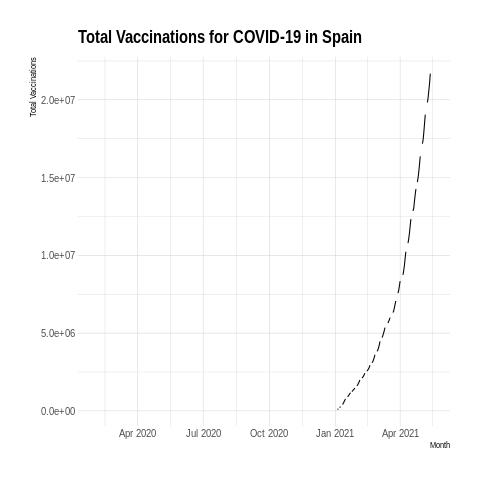 Total Vaccinations for COVID-19 in Spain
Total Vaccinations
2.0e+07
1.5e+07
1.0e+07
5.0e+06
0.0e+00
Apr 2020 Jul 2020 Oct 2020 Jan 2021 Apr 2021
Month